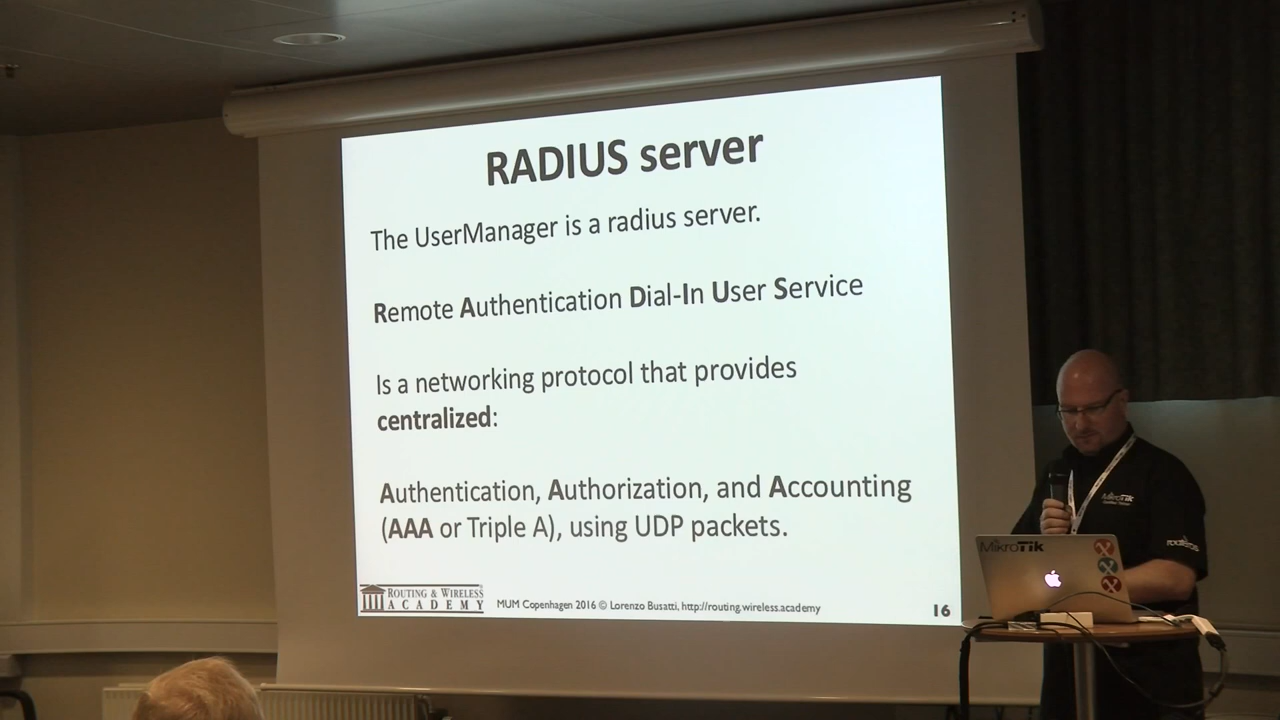 RADIUS server
The UserManager is a radius server.
Remote Authentication Dial-In User Service
Is a networking protocol that provides
centralized:
Authentication, Authorization, and Accounting
(AAA or Triple A), using UDP packets.
ROUTING & WIRELESS
ACADEMY
MUM Copenhagen 2016 © Lorenzo Busatti, http://routing.wireless.academy
16
MikroTik
MikroTik